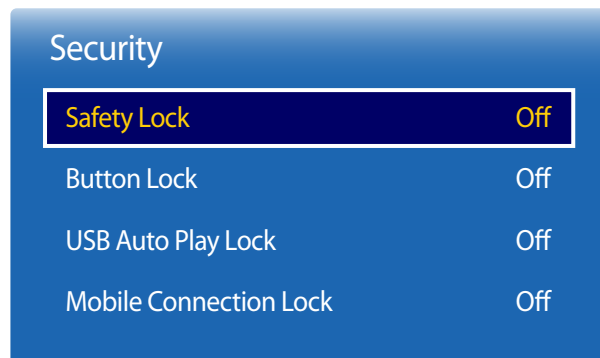 Security
Safety Lock Off
Button Lock Off
USB Auto Play Lock Off
Mobile Connection Lock Off